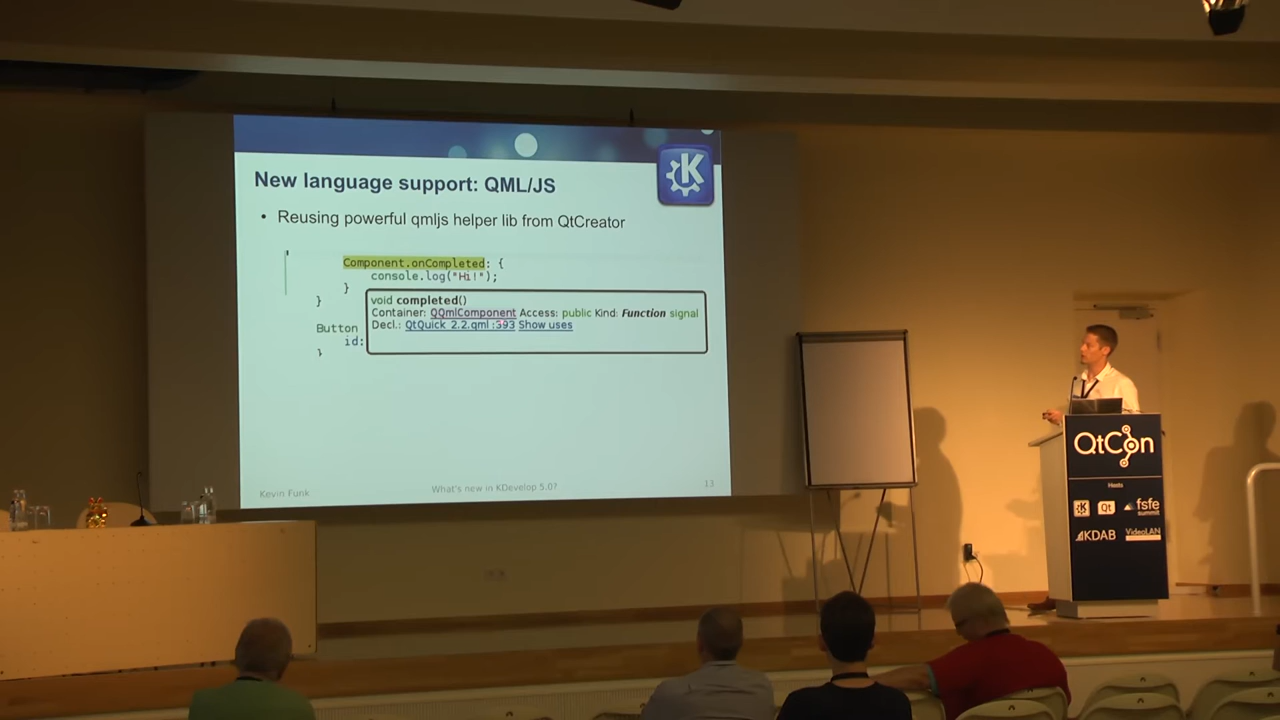 New language support: QML/JS
• Reusing powerful qmljs helper lib from QtCreator
Component.onCompleted: {
console.log("Hi!");
}
}
void completed()
Container: QQmlComponent Access: public Kind: Function signal
Decl.: QtQuick 2.2.qml :393 Show uses
Button
id:
}
Kevin Funk
What's new in KDevelop 5.0?
13
QtCon
Hosts
Qt
fsfe
summit
KDAB
VideoLAN